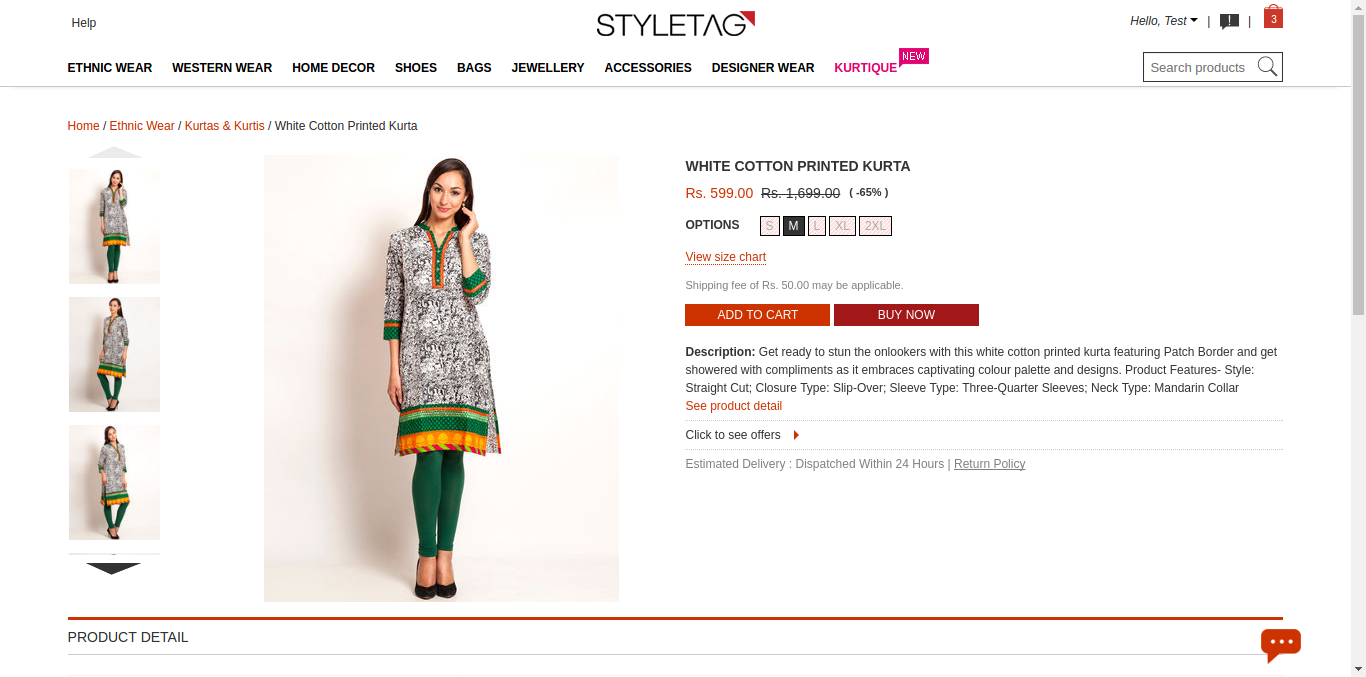 Help
STYLETAG
Hello, Test | ! | 3
ETHNIC WEAR WESTERN WEAR HOME DECOR SHOES BAGS JEWELLERY ACCESSORIES DESIGNER WEAR KURTIQUE NEW
Search products
Home / Ethnic Wear / Kurtas & Kurtis / White Cotton Printed Kurta
WHITE COTTON PRINTED KURTA
Rs. 599.00 Rs. 1,699.00 ( -65% )
OPTIONS S M L XL 2XL
View size chart
Shipping fee of Rs. 50.00 may be applicable.
ADD TO CART BUY NOW
Description: Get ready to stun the onlookers with this white cotton printed kurta featuring Patch Border and get
showered with compliments as it embraces captivating colour palette and designs. Product Features- Style:
Straight Cut; Closure Type: Slip-Over; Sleeve Type: Three-Quarter Sleeves; Neck Type: Mandarin Collar
See product detail
Click to see offers
Estimated Delivery : Dispatched Within 24 Hours | Return Policy
PRODUCT DETAIL